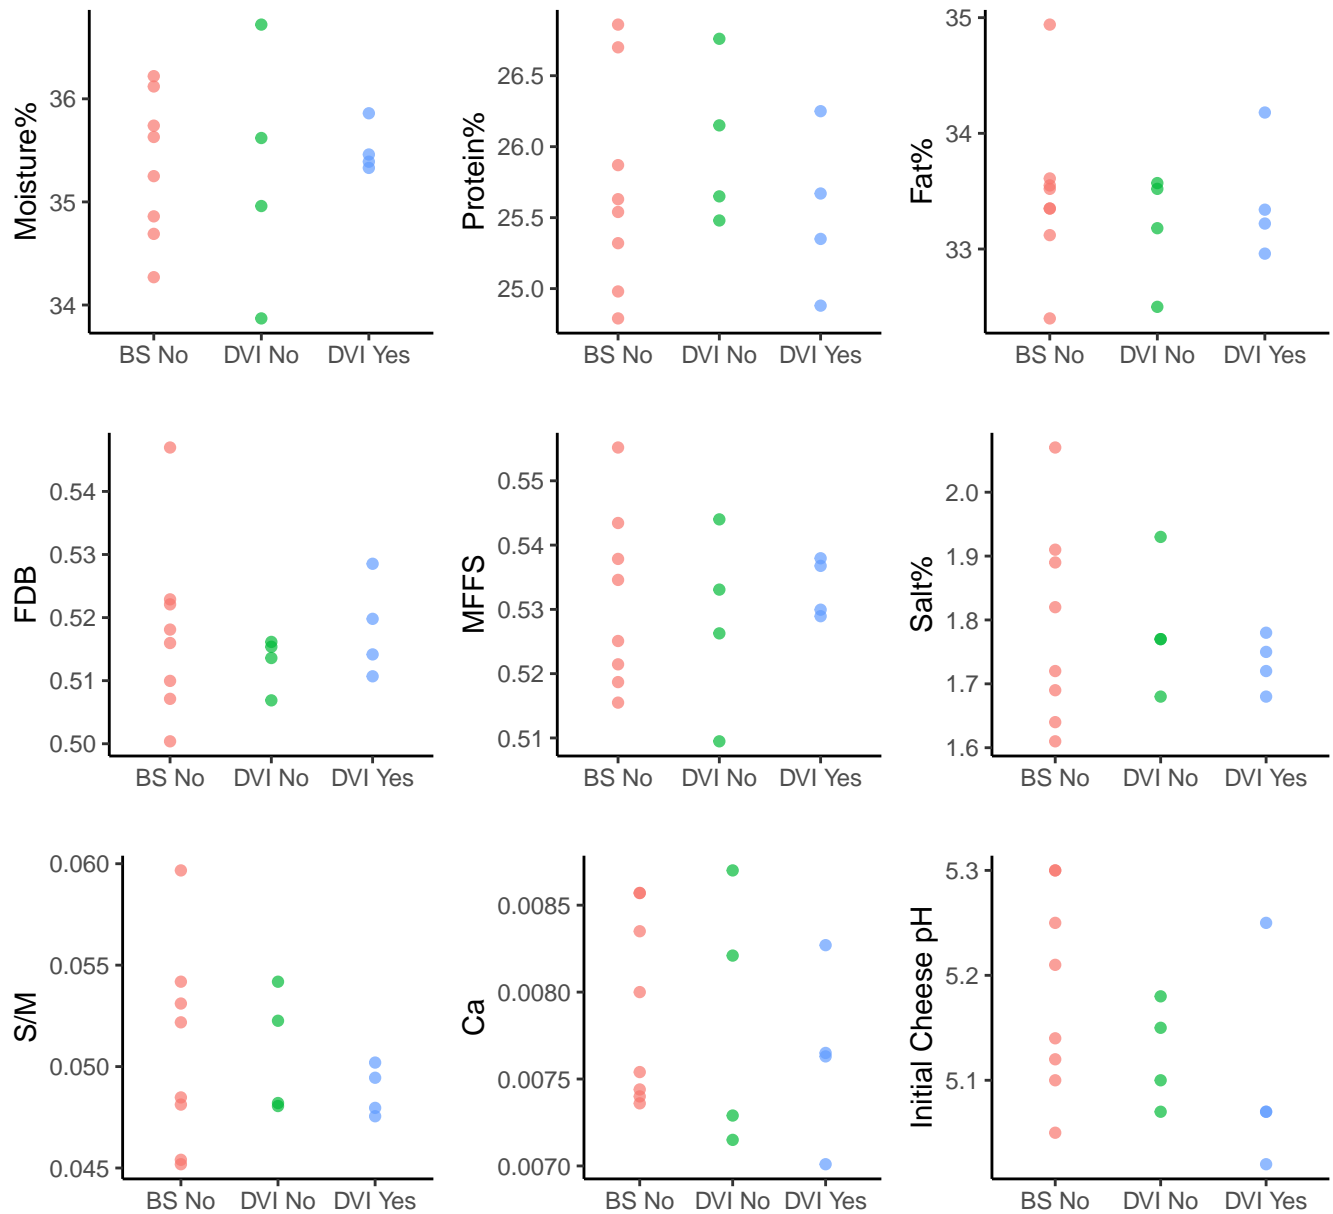 Moisture%
36
35
34
BS No DVI No DVI Yes
Protein%
26.5
26.0
25.5
25.0
BS No DVI No DVI Yes
Fat%
35
34
33
BS No DVI No DVI Yes
FDB
0.54
0.53
0.52
0.51
0.50
BS No DVI No DVI Yes
MFFS
0.55
0.54
0.53
0.52
0.51
BS No DVI No DVI Yes
Salt%
2.0
1.9
1.8
1.7
1.6
BS No DVI No DVI Yes
S/M
0.060
0.055
0.050
0.045
BS No DVI No DVI Yes
Ca
0.0085
0.0080
0.0075
0.0070
BS No DVI No DVI Yes
Initial Cheese pH
5.3
5.2
5.1
BS No DVI No DVI Yes